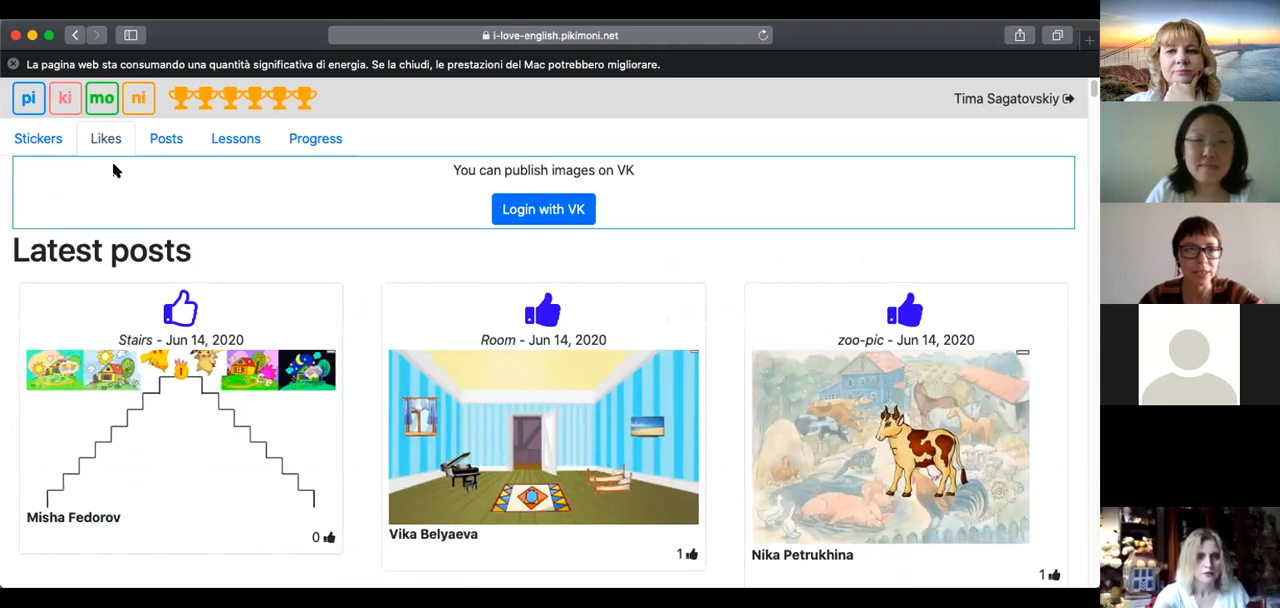 i-love-english.pikimoni.net
La pagina web sta consumando una quantità significativa di energia. Se la chiudi, le prestazioni del Mac potrebbero migliorare.
pi ki mo ni
Tima Sagatovskiy
Stickers Likes Posts Lessons Progress
You can publish images on VK
Login with VK
Latest posts
Stairs - Jun 14, 2020
Misha Fedorov
0
Room - Jun 14, 2020
Vika Belyaeva
1
zoo-pic - Jun 14, 2020
Nika Petrukhina
1